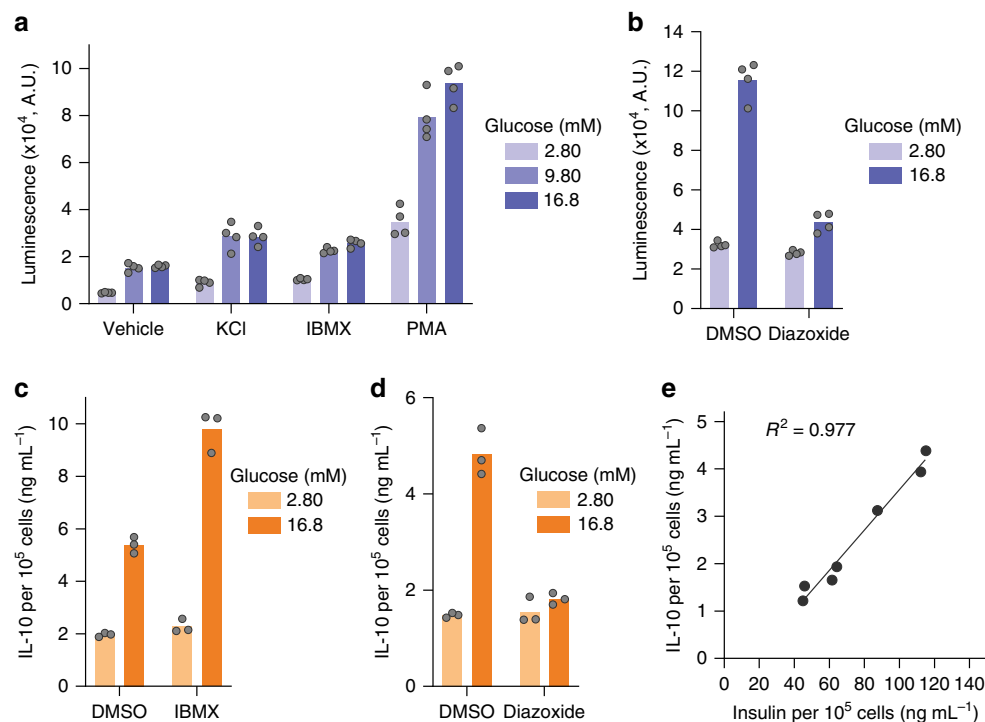 a
Luminescence (x10⁴, A.U.)
10
8
6
4
2
0
Vehicle KCl IBMX PMA
Glucose (mM)
2.80
9.80
16.8
b
Luminescence (x10⁴, A.U.)
14
12
10
8
6
4
2
0
DMSO Diazoxide
Glucose (mM)
2.80
16.8
c
IL-10 per 10⁵ cells (ng mL⁻¹)
10
8
6
4
2
0
DMSO IBMX
Glucose (mM)
2.80
16.8
d
IL-10 per 10⁵ cells (ng mL⁻¹)
6
4
2
0
DMSO Diazoxide
Glucose (mM)
2.80
16.8
e
IL-10 per 10⁵ cells (ng mL⁻¹)
5
4
3
2
1
0
R² = 0.977
0 20 40 60 80 100 120 140
Insulin per 10⁵ cells (ng mL⁻¹)